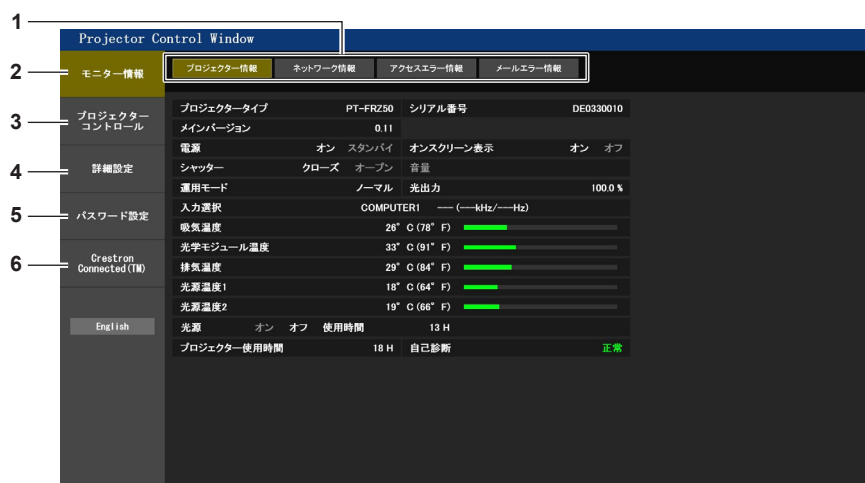 1
Projector Control Window
2
モニター情報
プロジェクター情報 ネットワーク情報 アクセスエラー情報 メールエラー情報
3
プロジェクター
コントロール
4
詳細設定
5
パスワード設定
6
Crestron
Connected(TM)
English
プロジェクタータイプ PT-FRZ50 シリアル番号 DE0330010
メインバージョン 0.11
電源 オン スタンバイ オンスクリーン表示 オン オフ
シャッター クローズ オープン 音量
運用モード ノーマル 光出力 100.0 %
入力選択 COMPUTER1 --- (---kHz/---Hz)
吸気温度 26° C (78° F)
光学モジュール温度 33° C (91° F)
排気温度 29° C (84° F)
光源温度1 18° C (64° F)
光源温度2 19° C (66° F)
光源 オン オフ 使用時間 13 H
プロジェクター使用時間 18 H 自己診断 正常